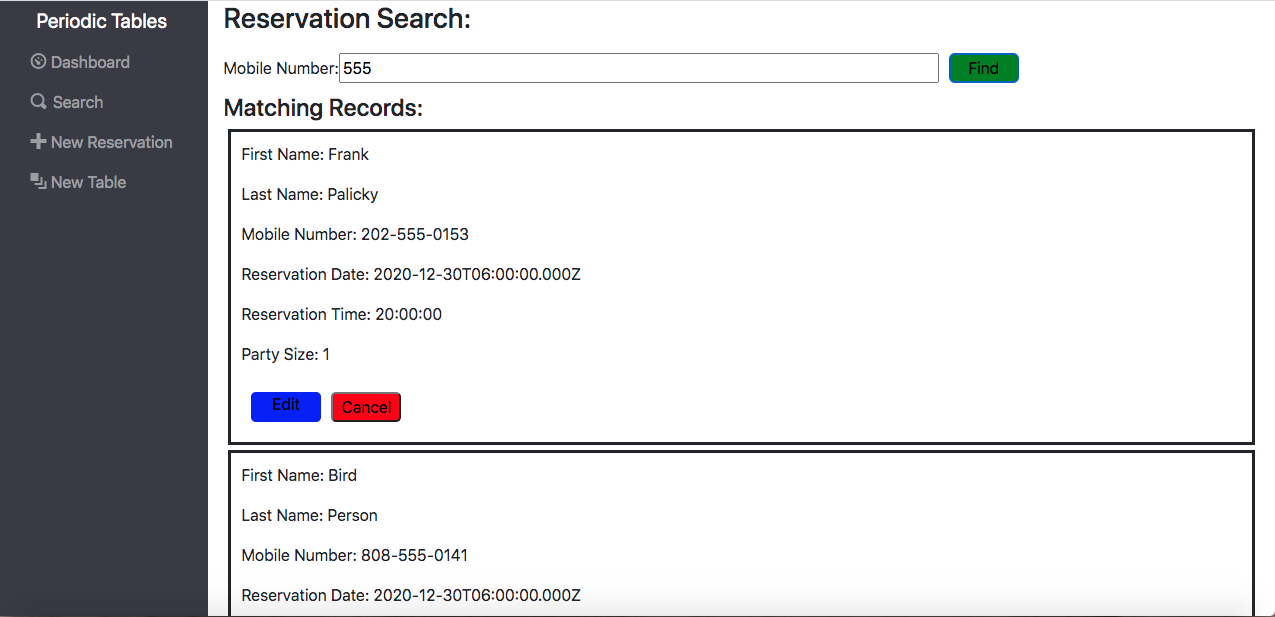 Periodic Tables
Dashboard
Search
New Reservation
New Table
Reservation Search:
Mobile Number: 555 Find
Matching Records:
First Name: Frank
Last Name: Palicky
Mobile Number: 202-555-0153
Reservation Date: 2020-12-30T06:00:00.000Z
Reservation Time: 20:00:00
Party Size: 1
Edit Cancel
First Name: Bird
Last Name: Person
Mobile Number: 808-555-0141
Reservation Date: 2020-12-30T06:00:00.000Z